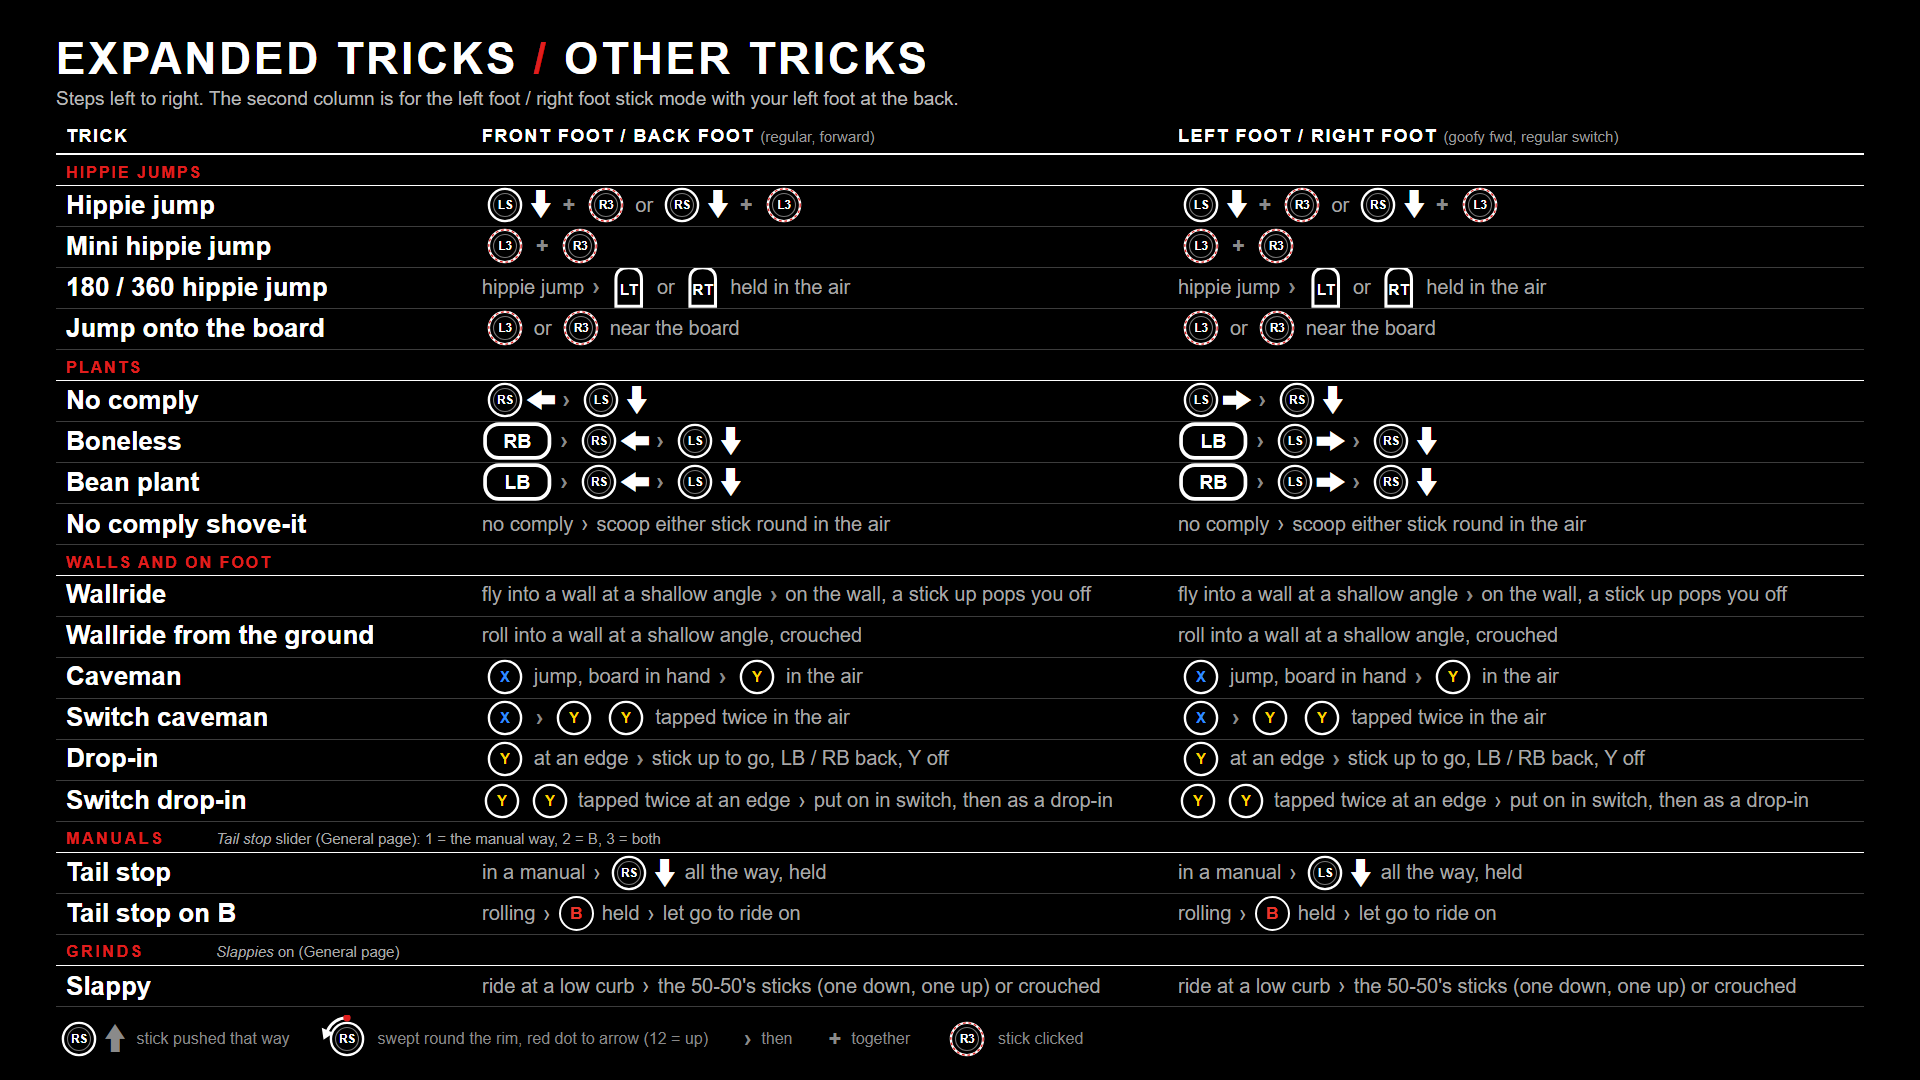 EXPANDED TRICKS / OTHER TRICKS
Steps left to right. The second column is for the left foot / right foot stick mode with your left foot at the back.
TRICK FRONT FOOT / BACK FOOT (regular, forward) LEFT FOOT / RIGHT FOOT (goofy fwd, regular switch)
HIPPIE JUMPS
Hippie jump LS ⬇ + R3 or RS ⬇ + L3 LS ⬇ + R3 or RS ⬇ + L3
Mini hippie jump L3 + R3 L3 + R3
180 / 360 hippie jump hippie jump › LT or RT held in the air hippie jump › LT or RT held in the air
Jump onto the board L3 or R3 near the board L3 or R3 near the board
PLANTS
No comply RS ⬅ › LS ⬇ LS ➡ › RS ⬇
Boneless RB › RS ⬅ › LS ⬇ LB › LS ➡ › RS ⬇
Bean plant LB › RS ⬅ › LS ⬇ RB › LS ➡ › RS ⬇
No comply shove-it no comply › scoop either stick round in the air no comply › scoop either stick round in the air
WALLS AND ON FOOT
Wallride fly into a wall at a shallow angle › on the wall, a stick up pops you off fly into a wall at a shallow angle › on the wall, a stick up pops you off
Wallride from the ground roll into a wall at a shallow angle, crouched roll into a wall at a shallow angle, crouched
Caveman X jump, board in hand › Y in the air X jump, board in hand › Y in the air
Switch caveman X › Y Y tapped twice in the air X › Y Y tapped twice in the air
Drop-in Y at an edge › stick up to go, LB / RB back, Y off Y at an edge › stick up to go, LB / RB back, Y off
Switch drop-in Y Y tapped twice at an edge › put on in switch, then as a drop-in Y Y tapped twice at an edge › put on in switch, then as a drop-in
MANUALS Tail stop slider (General page): 1 = the manual way, 2 = B, 3 = both
Tail stop in a manual › RS ⬇ all the way, held in a manual › LS ⬇ all the way, held
Tail stop on B rolling › B held › let go to ride on rolling › B held › let go to ride on
GRINDS Slappies on (General page)
Slappy ride at a low curb › the 50-50's sticks (one down, one up) or crouched ride at a low curb › the 50-50's sticks (one down, one up) or crouched
RS ⬆ stick pushed that way RS swept round the rim, red dot to arrow (12 = up) › then + together R3 stick clicked